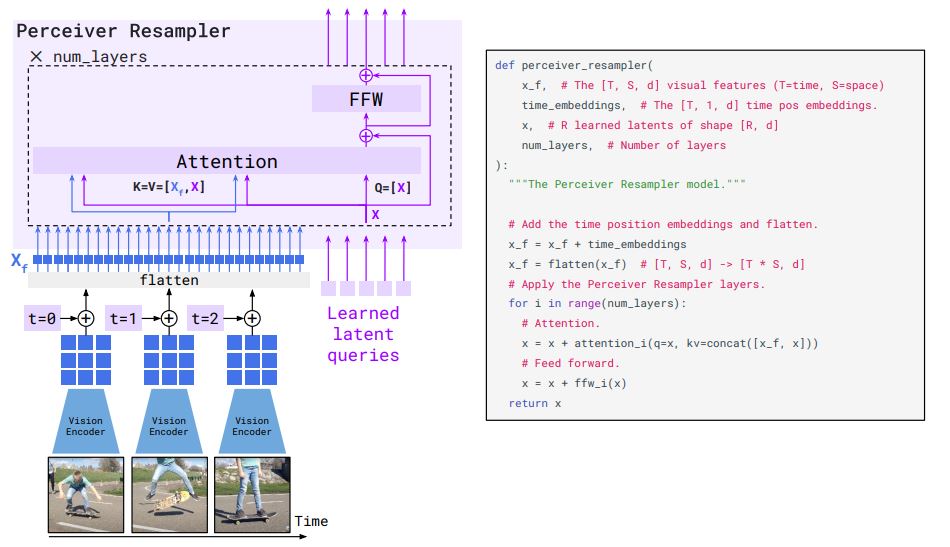 Perceiver Resampler
× num_layers
FFW
Attention
K=V=[Xf,X]
Q=[X]
X
Xf
flatten
t=0
t=1
t=2
Learned
latent
queries
Vision
Encoder
Vision
Encoder
Vision
Encoder
Time
def perceiver_resampler(
    x_f,  # The [T, S, d] visual features (T=time, S=space)
    time_embeddings,  # The [T, 1, d] time pos embeddings.
    x,  # R learned latents of shape [R, d]
    num_layers,  # Number of layers
):
  """The Perceiver Resampler model."""
  # Add the time position embeddings and flatten.
  x_f = x_f + time_embeddings
  x_f = flatten(x_f)  # [T, S, d] -> [T * S, d]
  # Apply the Perceiver Resampler layers.
  for i in range(num_layers):
    # Attention.
    x = x + attention_i(q=x, kv=concat([x_f, x]))
    # Feed forward.
    x = x + ffw_i(x)
  return x